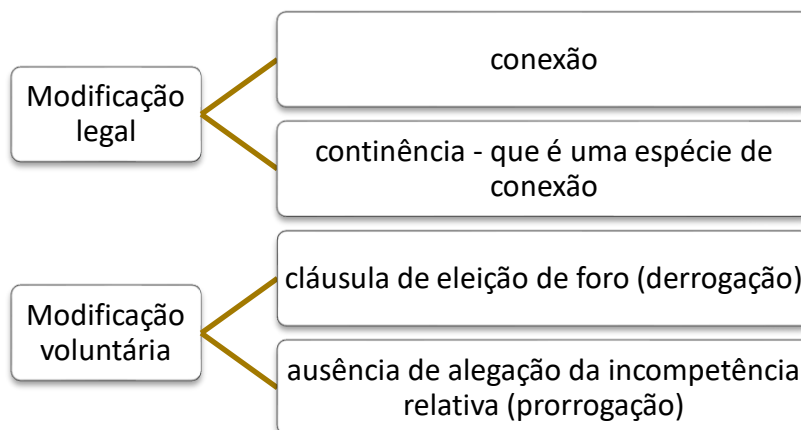 Modificação
legal
conexão
continência - que é uma espécie de
conexão
Modificação
voluntária
cláusula de eleição de foro (derrogação)
ausência de alegação da incompetência
relativa (prorrogação)